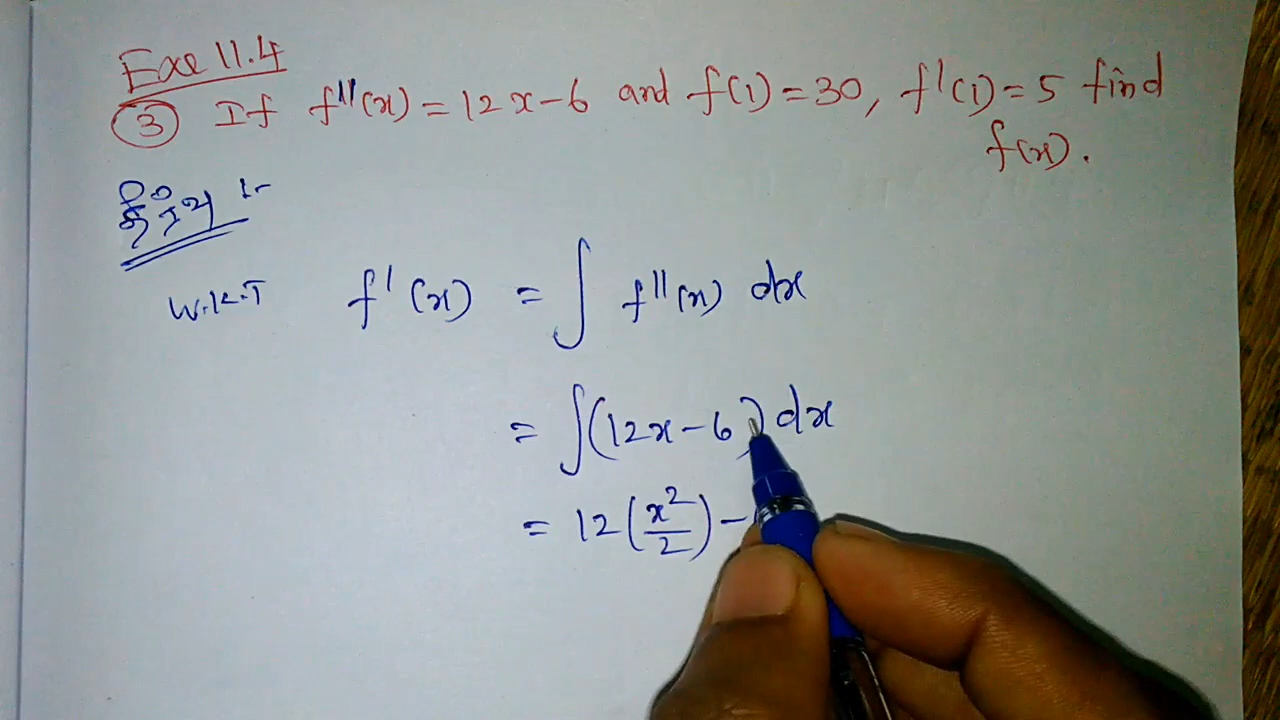 Exe 11.4
③ If f''(x) = 12x-6 and f(1) = 30, f'(1) = 5 find
f(x).
தீர்வு :-
W.K.T f'(x) = ∫ f''(x) dx
= ∫(12x-6) dx
= 12(x²/2) -